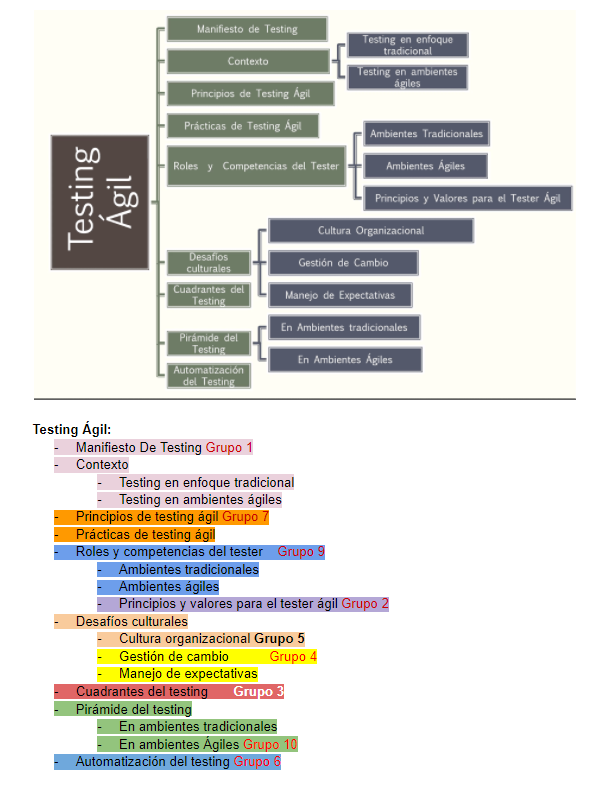 Testing
Ágil
Manifiesto de Testing
Contexto
Testing en enfoque
tradicional
Testing en ambientes
ágiles
Principios de Testing Ágil
Prácticas de Testing Ágil
Roles y Competencias del Tester
Ambientes Tradicionales
Ambientes Ágiles
Principios y Valores para el Tester Ágil
Desafíos
culturales
Cultura Organizacional
Gestión de Cambio
Manejo de Expectativas
Cuadrantes del
Testing
Pirámide del
Testing
En Ambientes tradicionales
En Ambientes Ágiles
Automatización
del Testing
Testing Ágil:
- Manifiesto De Testing Grupo 1
- Contexto
- Testing en enfoque tradicional
- Testing en ambientes ágiles
- Principios de testing ágil Grupo 7
- Prácticas de testing ágil
- Roles y competencias del tester Grupo 9
- Ambientes tradicionales
- Ambientes ágiles
- Principios y valores para el tester ágil Grupo 2
- Desafíos culturales
- Cultura organizacional Grupo 5
- Gestión de cambio Grupo 4
- Manejo de expectativas
- Cuadrantes del testing Grupo 3
- Pirámide del testing
- En ambientes tradicionales
- En ambientes Ágiles Grupo 10
- Automatización del testing Grupo 6